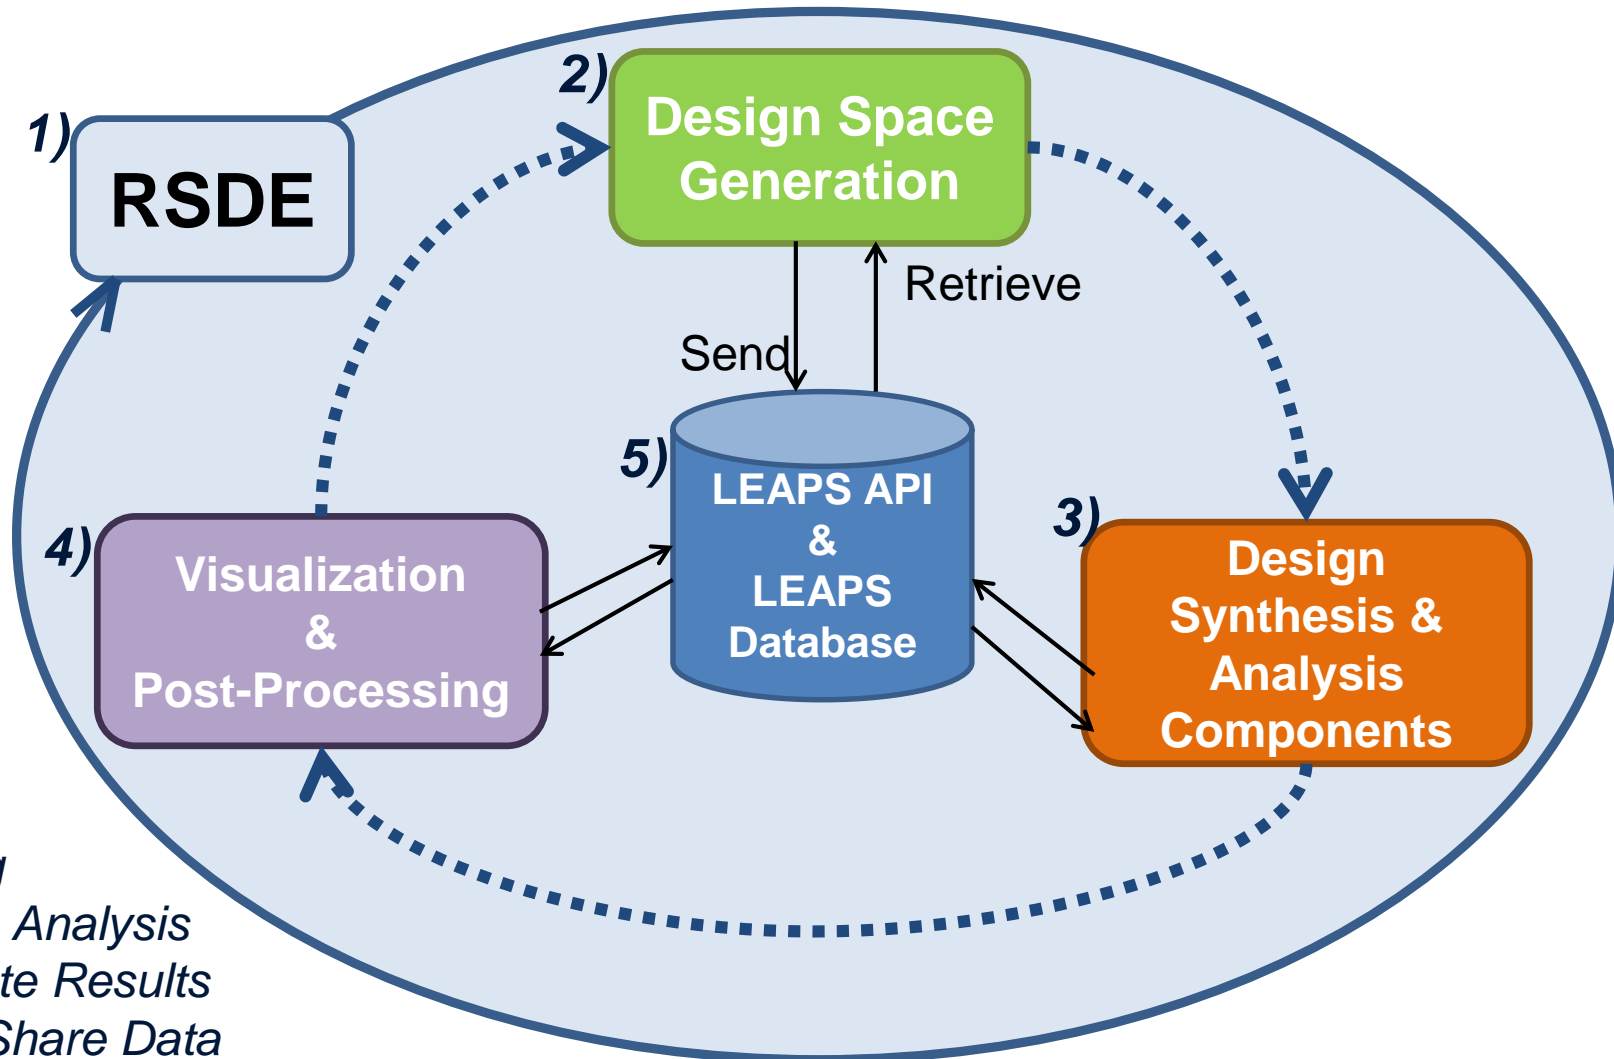 1)
RSDE
2)
Design Space
Generation
Retrieve
Send
5)
LEAPS API
&
LEAPS
Database
4)
Visualization
&
Post-Processing
3)
Design
Synthesis &
Analysis
Components
Analysis
Results
Share Data